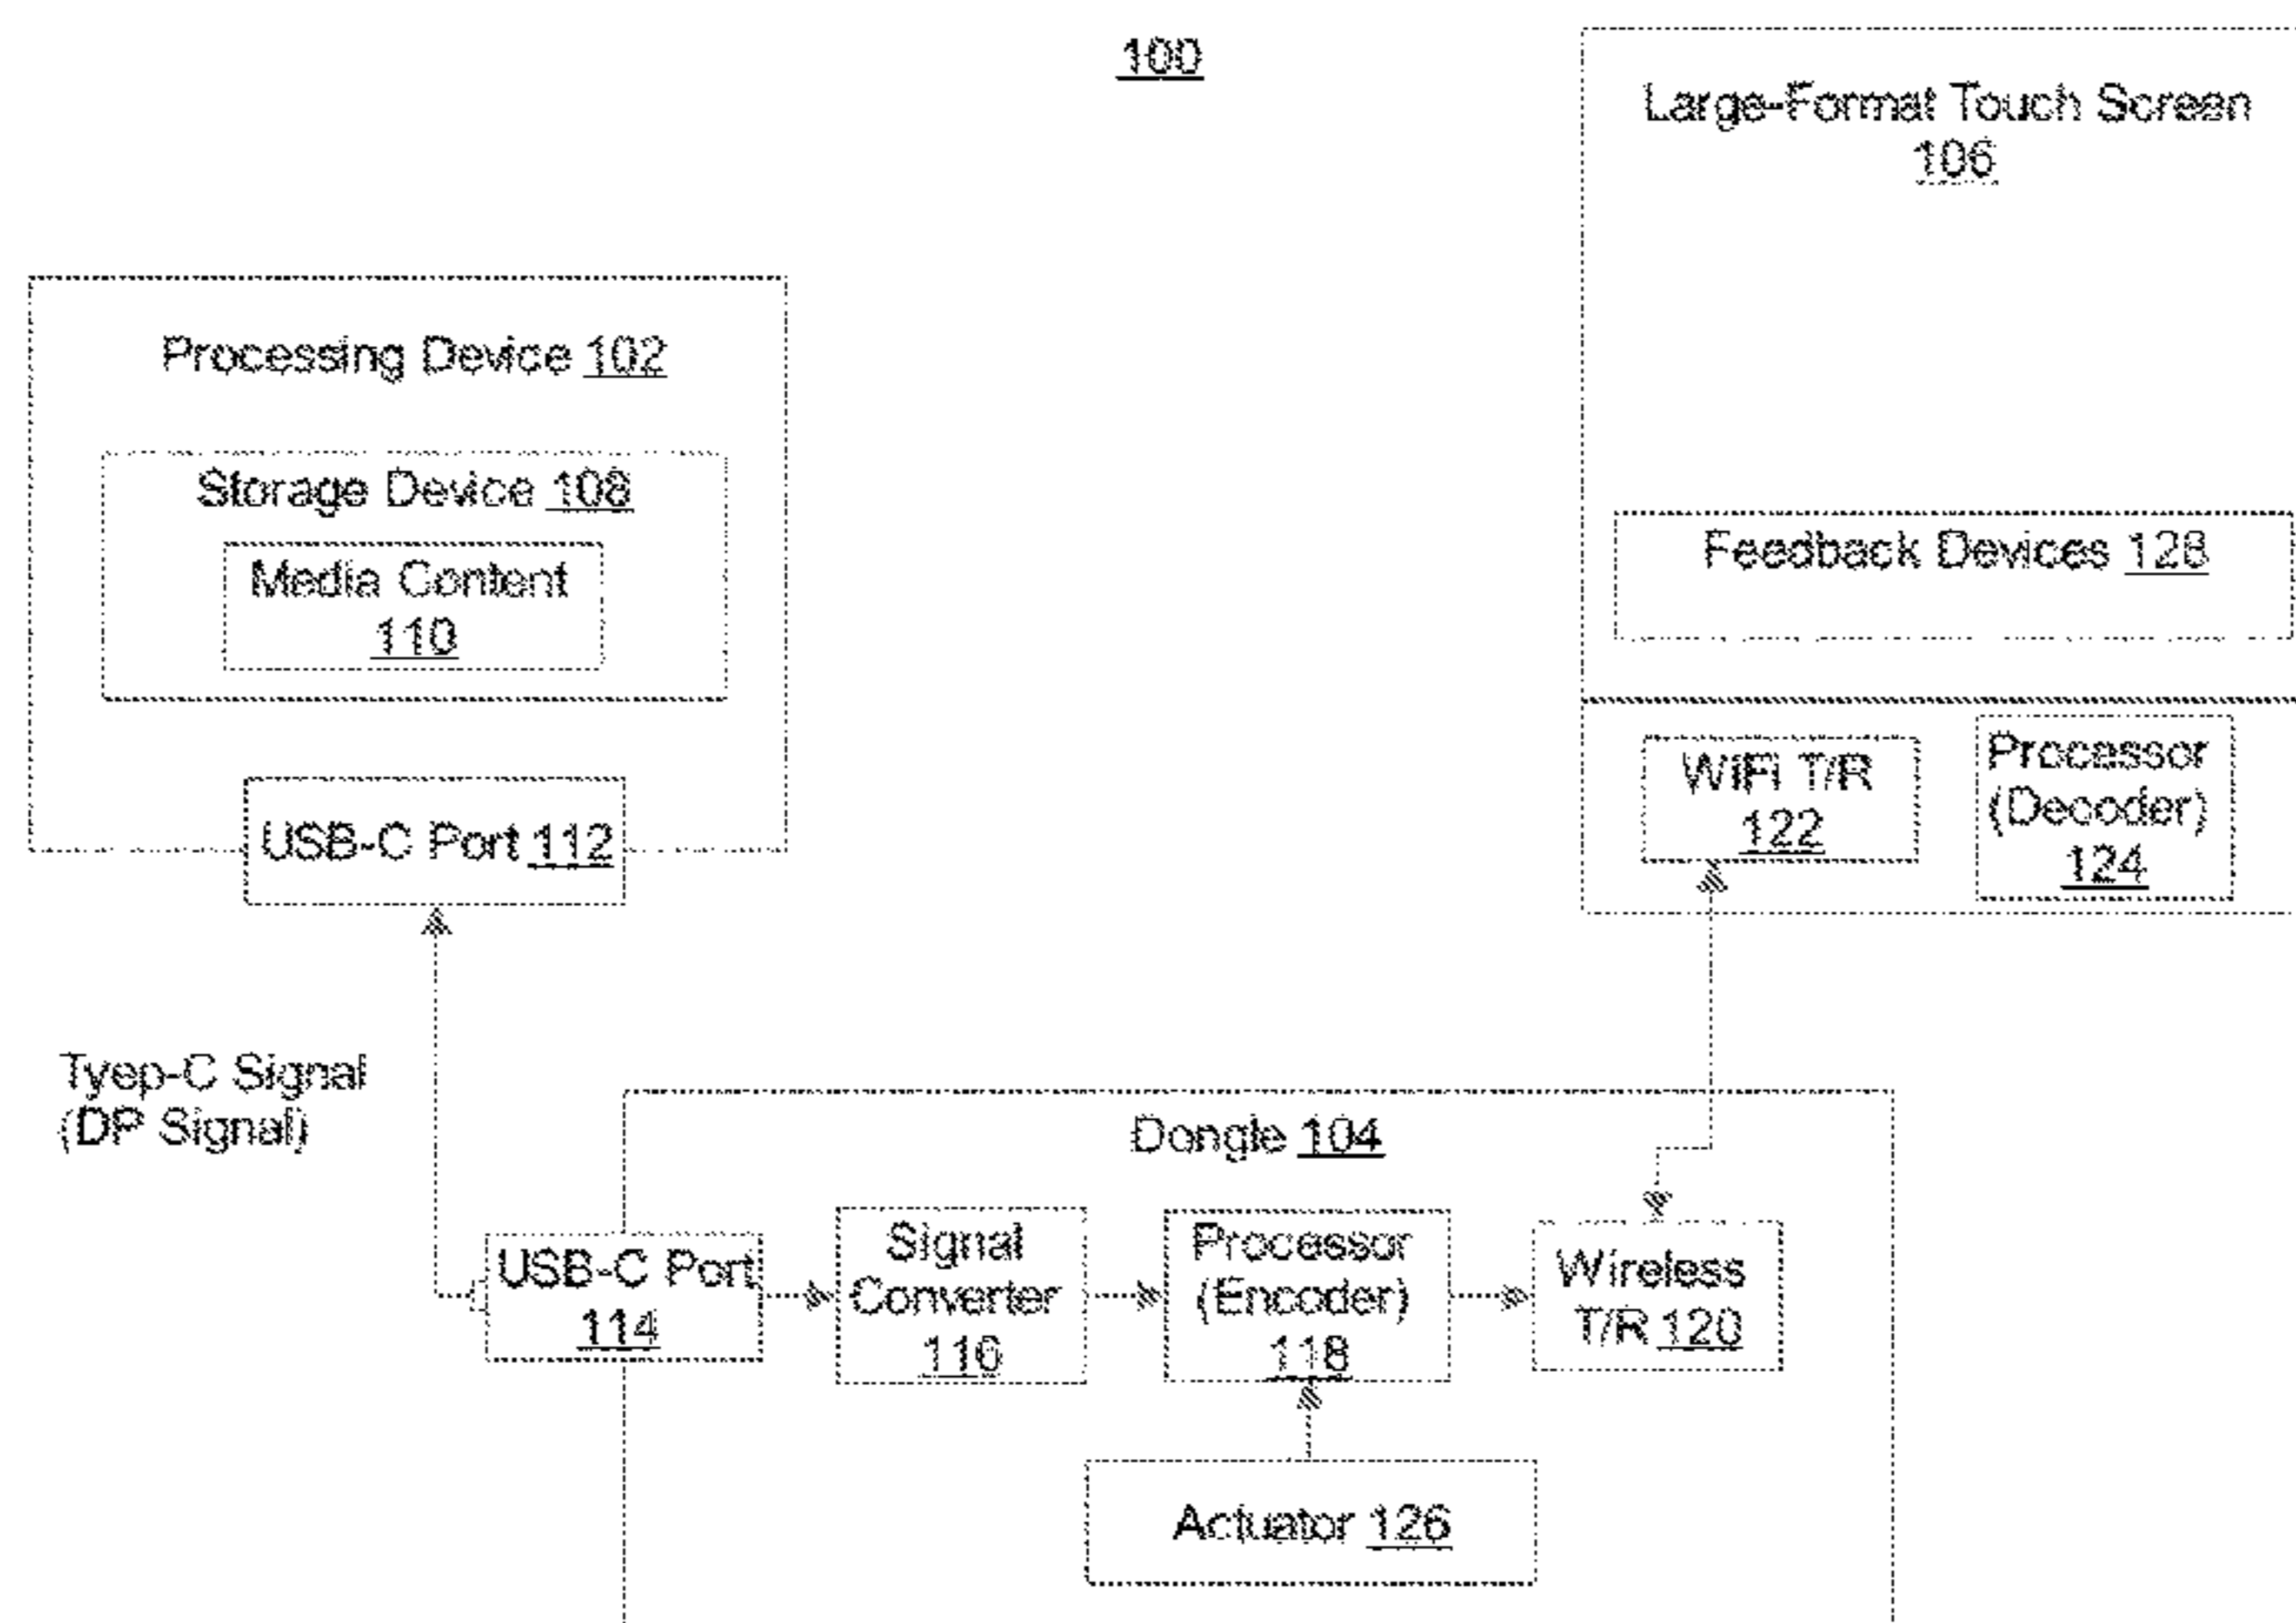 100
Large-Format Touch Screen
106
Processing Device 102
Storage Device 108
Media Content
110
Feedback Devices 128
USB-C Port 112
WiFi T/R
122
Processor
(Decoder)
124
Tyep-C Signal
(DP Signal)
Dongle 104
USB-C Port
114
Signal
Converter
116
Processor
(Encoder)
118
Wireless
T/R 120
Actuator 126